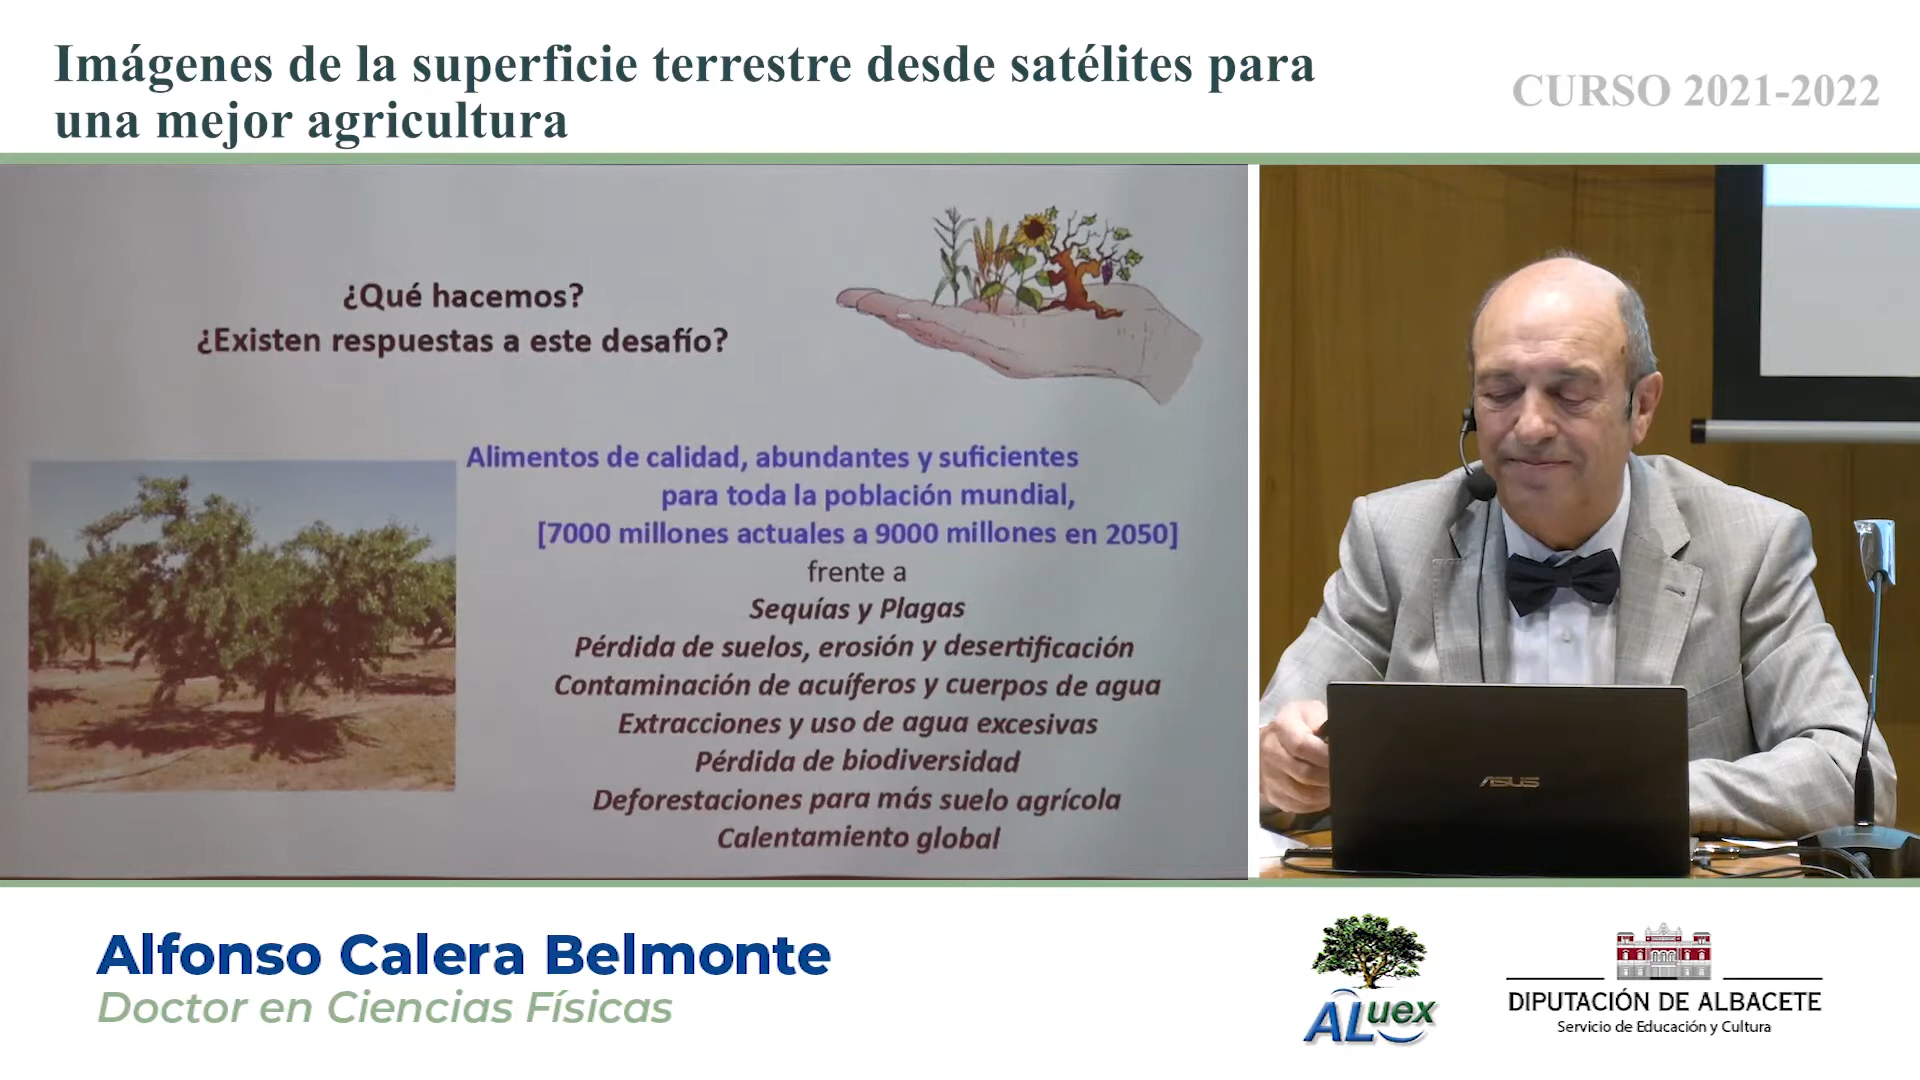 Imágenes de la superficie terrestre desde satélites para
una mejor agricultura
CURSO 2021-2022
¿Qué hacemos?
¿Existen respuestas a este desafío?
Alimentos de calidad, abundantes y suficientes
para toda la población mundial,
[7000 millones actuales a 9000 millones en 2050]
frente a
Sequías y Plagas
Pérdida de suelos, erosión y desertificación
Contaminación de acuíferos y cuerpos de agua
Extracciones y uso de agua excesivas
Pérdida de biodiversidad
Deforestaciones para más suelo agrícola
Calentamiento global
ASUS
Alfonso Calera Belmonte
Doctor en Ciencias Físicas
ALuex
DIPUTACIÓN DE ALBACETE
Servicio de Educación y Cultura